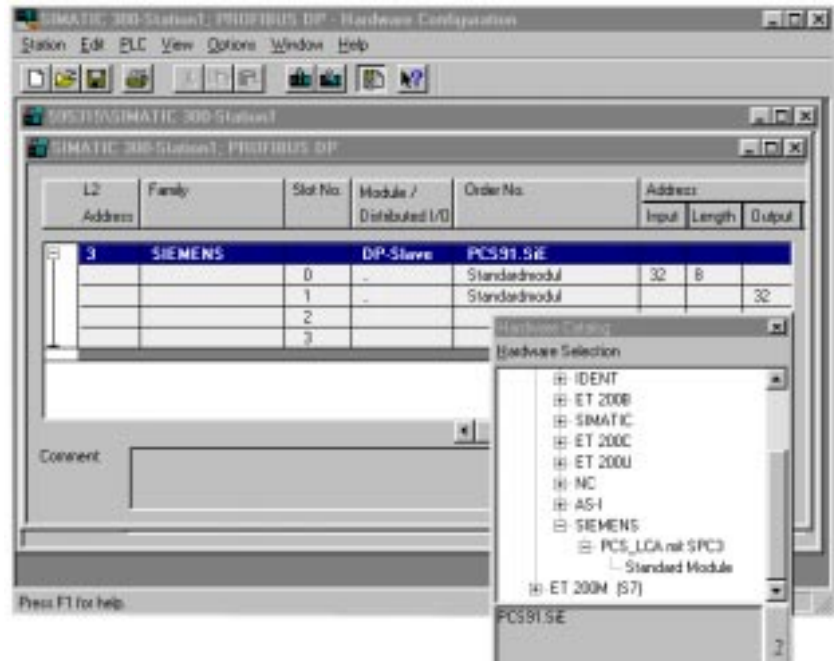 SIMATIC 300-Station1; PROFIBUS DP - Hardware Configuration
Station Edit PLC View Options Window Help
595315\SIMATIC 300-Station1
SIMATIC 300-Station1; PROFIBUS DP
L2 Address Family Slot No. Module / Distributed I/O Order No. Address
Input Length Output
3 SIEMENS DP-Slave PCS91.SiE
0 Standardmodul 32 8
1 Standardmodul 32
2
3
Hardware Catalog
Hardware Selection
IDENT
ET 200B
SIMATIC
ET 200C
ET 200U
NC
AS-I
SIEMENS
PCS_LCA mit SPC3
Standard Module
ET 200M (S7)
Comment
PCS91.SiE
Press F1 for help.